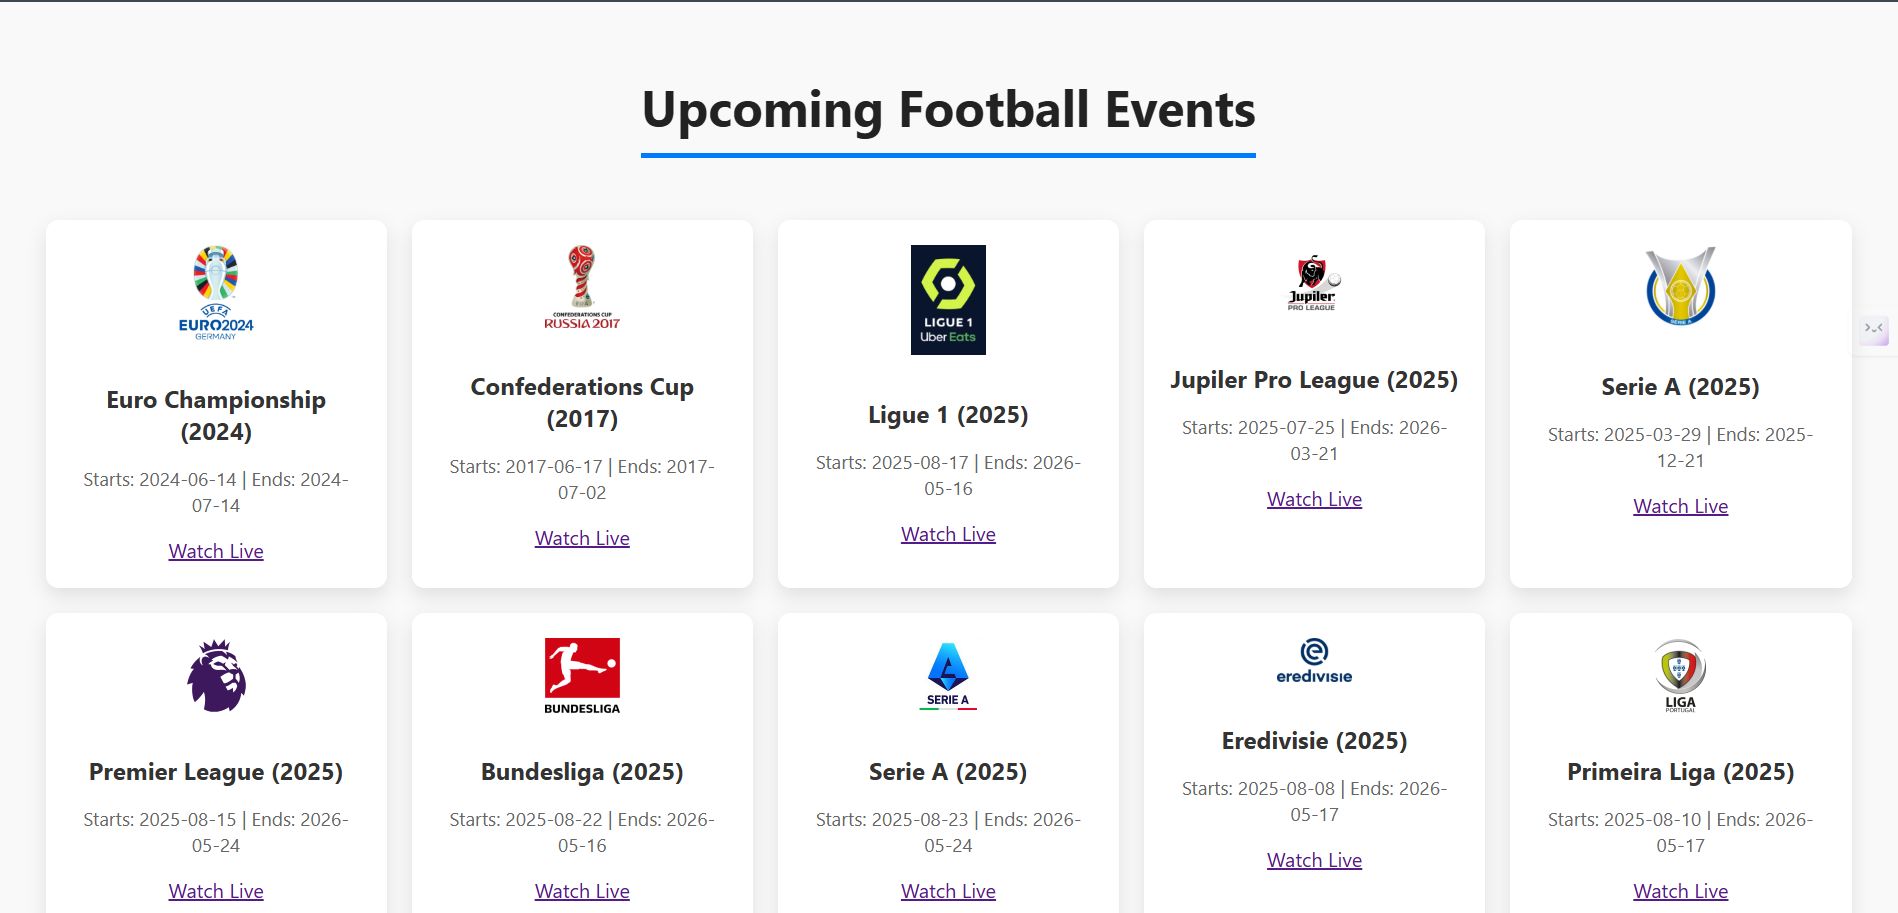 Upcoming Football Events
UEFA
EURO2024
GERMANY
Euro Championship
(2024)
Starts: 2024-06-14 | Ends: 2024-
07-14
Watch Live
CONFEDERATIONS CUP
RUSSIA 2017
Confederations Cup
(2017)
Starts: 2017-06-17 | Ends: 2017-
07-02
Watch Live
LIGUE 1
Uber Eats
Ligue 1 (2025)
Starts: 2025-08-17 | Ends: 2026-
05-16
Watch Live
Jupiler
PRO LEAGUE
Jupiler Pro League (2025)
Starts: 2025-07-25 | Ends: 2026-
03-21
Watch Live
SERIE A
Serie A (2025)
Starts: 2025-03-29 | Ends: 2025-
12-21
Watch Live
Premier League (2025)
Starts: 2025-08-15 | Ends: 2026-
05-24
Watch Live
BUNDESLIGA
Bundesliga (2025)
Starts: 2025-08-22 | Ends: 2026-
05-16
Watch Live
SERIE A
Serie A (2025)
Starts: 2025-08-23 | Ends: 2026-
05-24
Watch Live
eredivisie
Eredivisie (2025)
Starts: 2025-08-08 | Ends: 2026-
05-17
Watch Live
LIGA
PORTUGAL
Primeira Liga (2025)
Starts: 2025-08-10 | Ends: 2026-
05-17
Watch Live